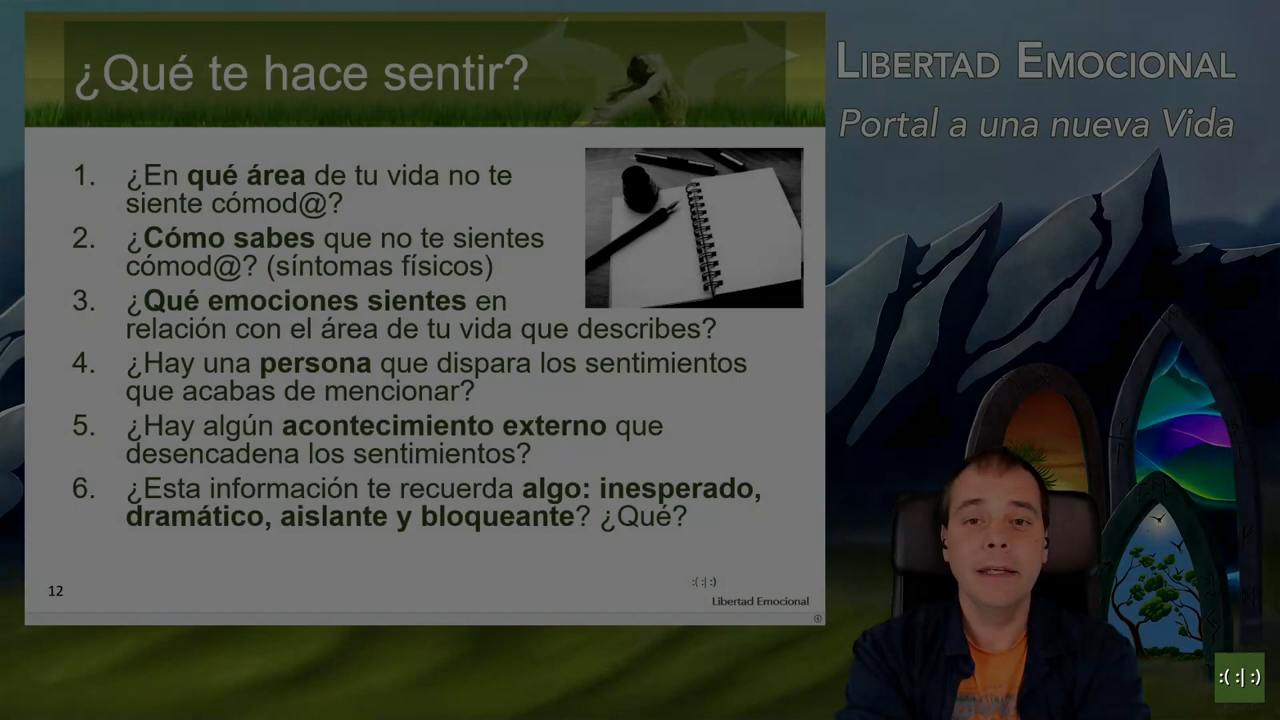 ¿Qué te hace sentir?
LIBERTAD EMOCIONAL
Portal a una nueva Vida
1. ¿En qué área de tu vida no te
siente cómod@?
2. ¿Cómo sabes que no te sientes
cómod@? (síntomas físicos)
3. ¿Qué emociones sientes en
relación con el área de tu vida que describes?
4. ¿Hay una persona que dispara los sentimientos
que acabas de mencionar?
5. ¿Hay algún acontecimiento externo que
desencadena los sentimientos?
6. ¿Esta información te recuerda algo: inesperado,
dramático, aislante y bloqueante? ¿Qué?
12
:( :| :)
Libertad Emocional
:( :| :)